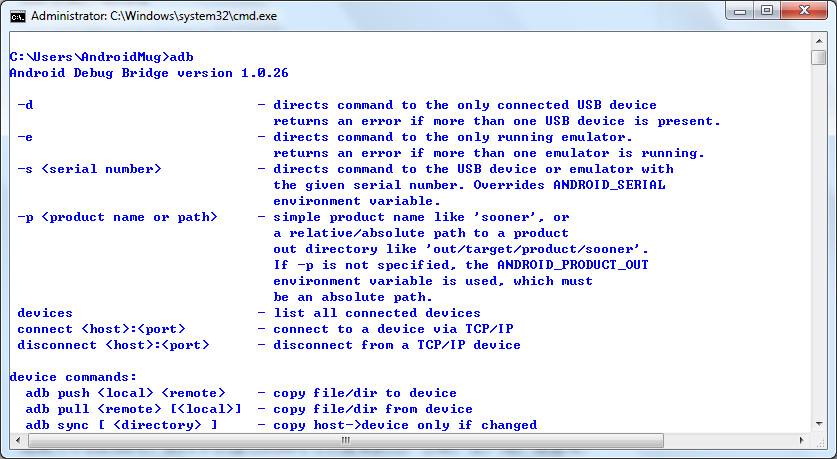 Administrator: C:\Windows\system32\cmd.exe
C:\Users\AndroidMug>adb
Android Debug Bridge version 1.0.26
-d - directs command to the only connected USB device
returns an error if more than one USB device is present.
-e - directs command to the only running emulator.
returns an error if more than one emulator is running.
-s <serial number> - directs command to the USB device or emulator with
the given serial number. Overrides ANDROID_SERIAL
environment variable.
-p <product name or path> - simple product name like 'sooner', or
a relative/absolute path to a product
out directory like 'out/target/product/sooner'.
If -p is not specified, the ANDROID_PRODUCT_OUT
environment variable is used, which must
be an absolute path.
devices - list all connected devices
connect <host>:<port> - connect to a device via TCP/IP
disconnect <host>:<port> - disconnect from a TCP/IP device
device commands:
adb push <local> <remote> - copy file/dir to device
adb pull <remote> [<local>] - copy file/dir from device
adb sync [ <directory> ] - copy host->device only if changed